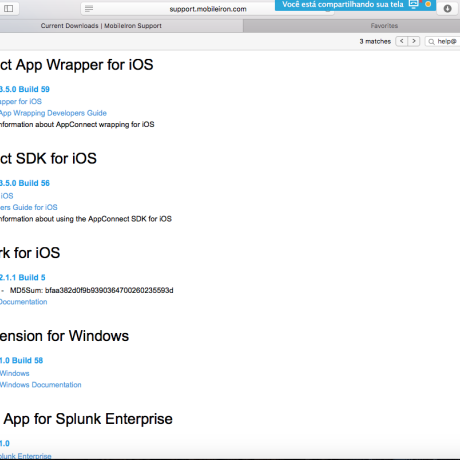 support.mobileiron.com
Você está compartilhando sua tela
Current Downloads | MobileIron Support
Favorites
3 matches
help@
ct App Wrapper for iOS
3.5.0 Build 59
apper for iOS
App Wrapping Developers Guide
nformation about AppConnect wrapping for iOS
ct SDK for iOS
3.5.0 Build 56
iOS
ers Guide for iOS
nformation about using the AppConnect SDK for iOS
rk for iOS
2.1.1 Build 5
- MD5Sum: bfaa382d0f9b9390364700260235593d
Documentation
ension for Windows
1.0 Build 58
Windows
Windows Documentation
App for Splunk Enterprise
1.0
plunk Enterprise